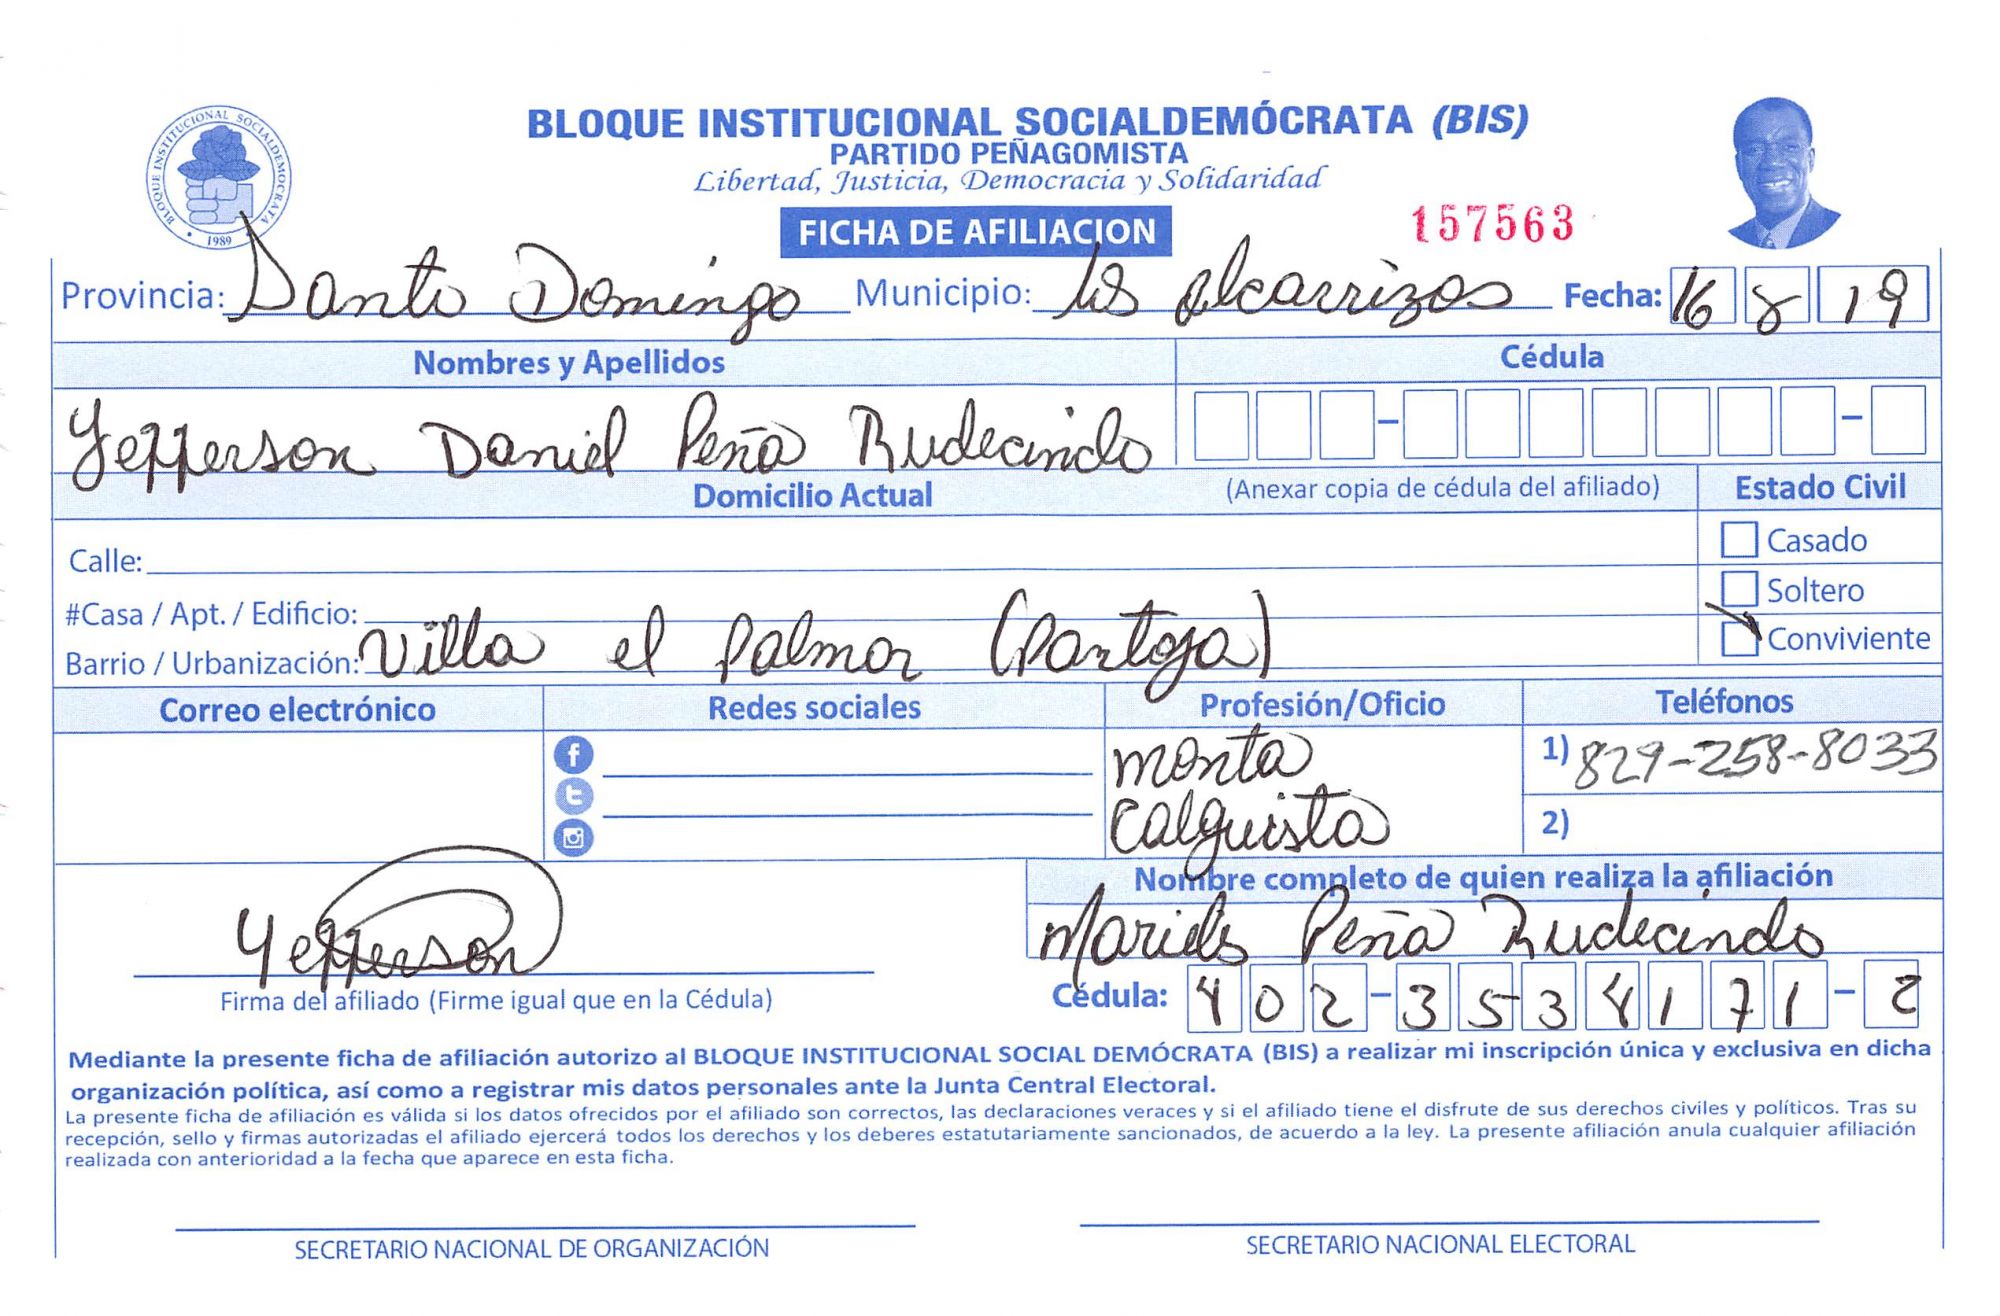 BLOQUE INSTITUCIONAL SOCIALDEMÓCRATA (BIS)
PARTIDO PEÑAGOMISTA
Libertad, Justicia, Democracia y Solidaridad
BLOQUE INSTITUCIONAL SOCIALDEMOCRATA
1989
FICHA DE AFILIACION
157563
Provincia: Santo Domingo Municipio: los alcarrizos Fecha: 16 8 19
Nombres y Apellidos Cédula
Yefferson Daniel Peña Rudecindo - -
Domicilio Actual (Anexar copia de cédula del afiliado) Estado Civil
Calle: Casado
#Casa / Apt. / Edificio: Soltero
Barrio / Urbanización: Villa el Palmar (Pantoja) Conviviente
Correo electrónico Redes sociales Profesión/Oficio Teléfonos
monta 1) 829-258-8033
Calguista 2)
Nombre completo de quien realiza la afiliación
Yefferson Peña Rudecindo
Firma del afiliado (Firme igual que en la Cédula) Cédula: 402-3534171-2
Mediante la presente ficha de afiliación autorizo al BLOQUE INSTITUCIONAL SOCIAL DEMÓCRATA (BIS) a realizar mi inscripción única y exclusiva en dicha
organización política, así como a registrar mis datos personales ante la Junta Central Electoral.
La presente ficha de afiliación es válida si los datos ofrecidos por el afiliado son correctos, las declaraciones veraces y si el afiliado tiene el disfrute de sus derechos civiles y políticos. Tras su
recepción, sello y firmas autorizadas el afiliado ejercerá todos los derechos y los deberes estatutariamente sancionados, de acuerdo a la ley. La presente afiliación anula cualquier afiliación
realizada con anterioridad a la fecha que aparece en esta ficha.
SECRETARIO NACIONAL DE ORGANIZACIÓN SECRETARIO NACIONAL ELECTORAL